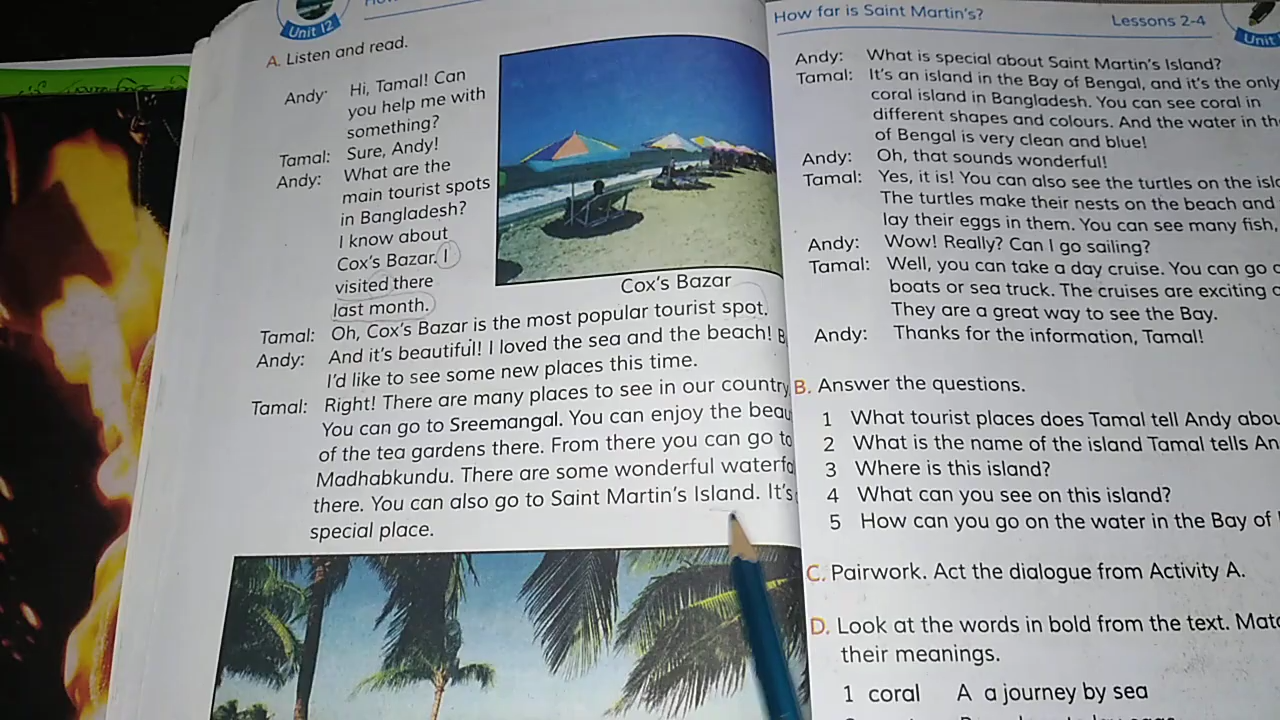 Unit 12
A. Listen and read.
Andy: Hi, Tamal! Can
you help me with
something?
Tamal: Sure, Andy!
Andy: What are the
main tourist spots
in Bangladesh?
I know about
Cox's Bazar. I
visited there
last month.
Cox's Bazar
Tamal: Oh, Cox's Bazar is the most popular tourist spot.
Andy: And it's beautiful! I loved the sea and the beach!
I'd like to see some new places this time.
Tamal: Right! There are many places to see in our country
You can go to Sreemangal. You can enjoy the
of the tea gardens there. From there you can go to
Madhabkundu. There are some wonderful
there. You can also go to Saint Martin's Island. It's
special place.
How far is Saint Martin's?
Lessons 2-4
Unit
Andy: What is special about Saint Martin's Island?
Tamal: It's an island in the Bay of Bengal, and it's the only
coral island in Bangladesh. You can see coral in
different shapes and colours. And the water in
of Bengal is very clean and blue!
Andy: Oh, that sounds wonderful!
Tamal: Yes, it is! You can also see the turtles on the
The turtles make their nests on the beach and
lay their eggs in them. You can see many fish,
Andy: Wow! Really? Can I go sailing?
Tamal: Well, you can take a day cruise. You can go
boats or sea truck. The cruises are exciting
They are a great way to see the Bay.
Andy: Thanks for the information, Tamal!
B. Answer the questions.
1 What tourist places does Tamal tell Andy
2 What is the name of the island Tamal tells
3 Where is this island?
4 What can you see on this island?
5 How can you go on the water in the Bay of
C. Pairwork. Act the dialogue from Activity A.
D. Look at the words in bold from the text.
their meanings.
1 coral A a journey by sea